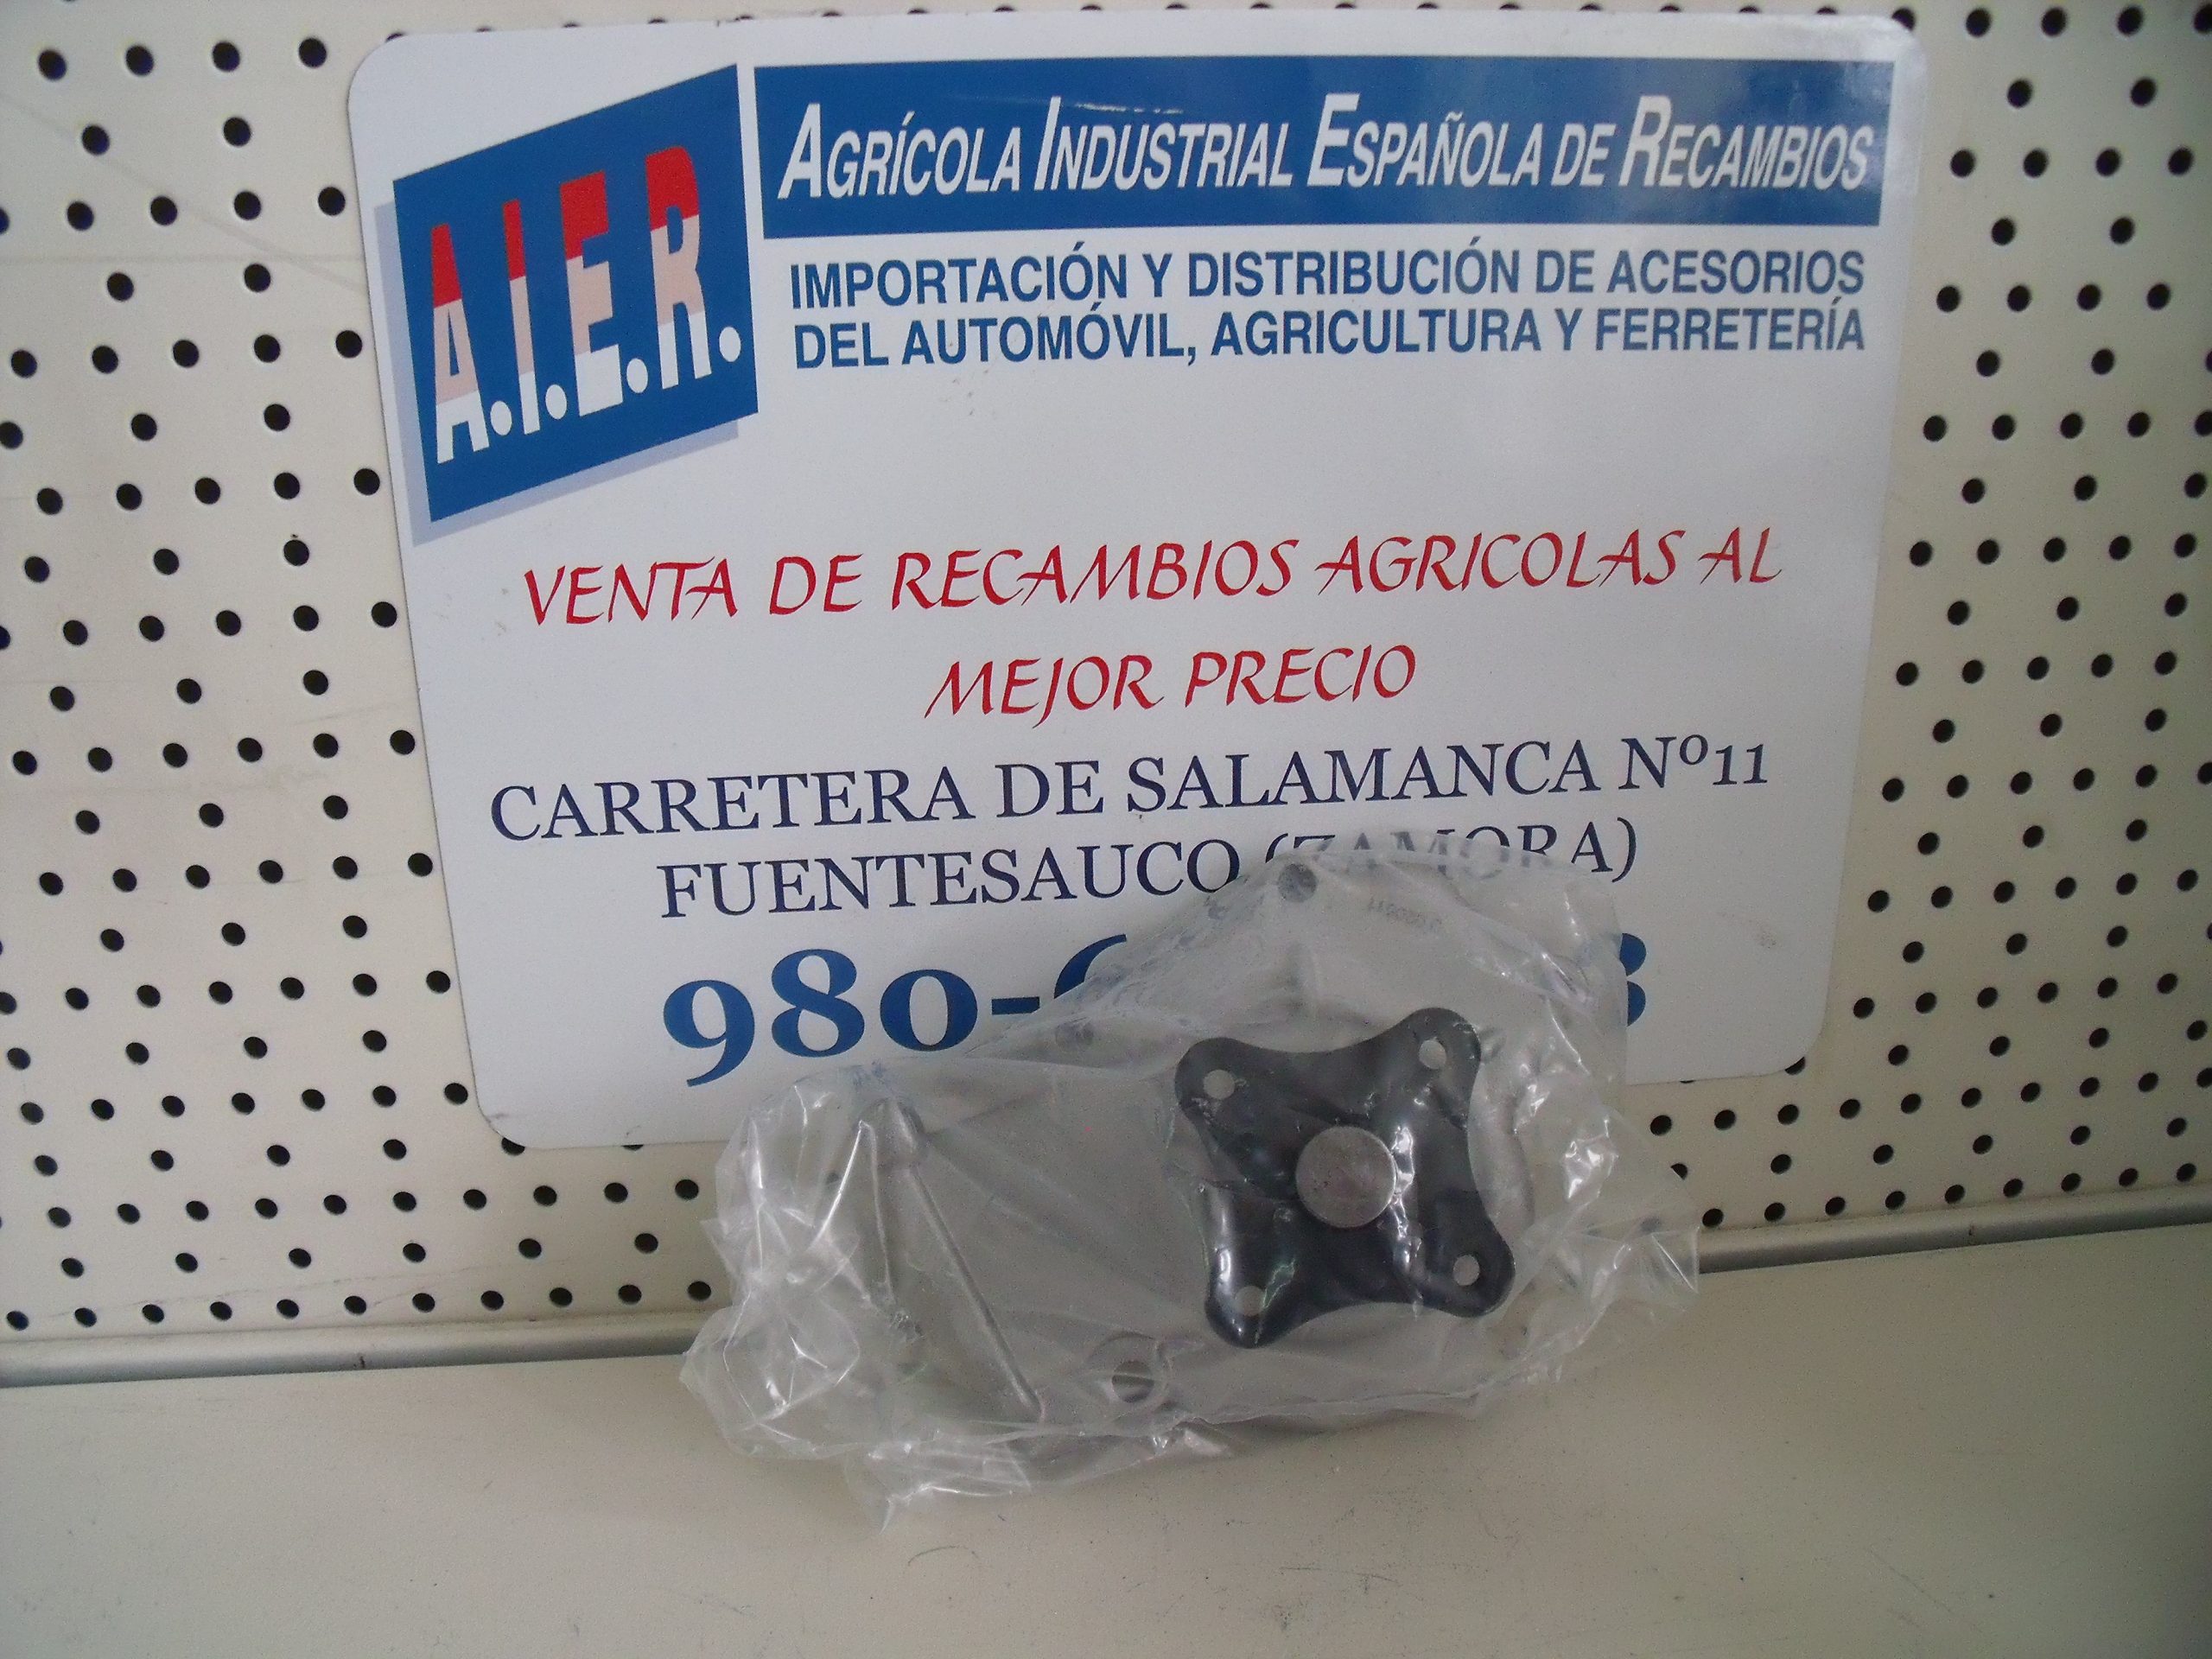 A.I.E.R.
AGRÍCOLA INDUSTRIAL ESPAÑOLA DE RECAMBIOS
IMPORTACIÓN Y DISTRIBUCIÓN DE ACESORIOS
DEL AUTOMÓVIL, AGRICULTURA Y FERRETERÍA
VENTA DE RECAMBIOS AGRICOLAS AL
MEJOR PRECIO
CARRETERA DE SALAMANCA Nº11
FUENTESAUCO (ZAMORA)
980-